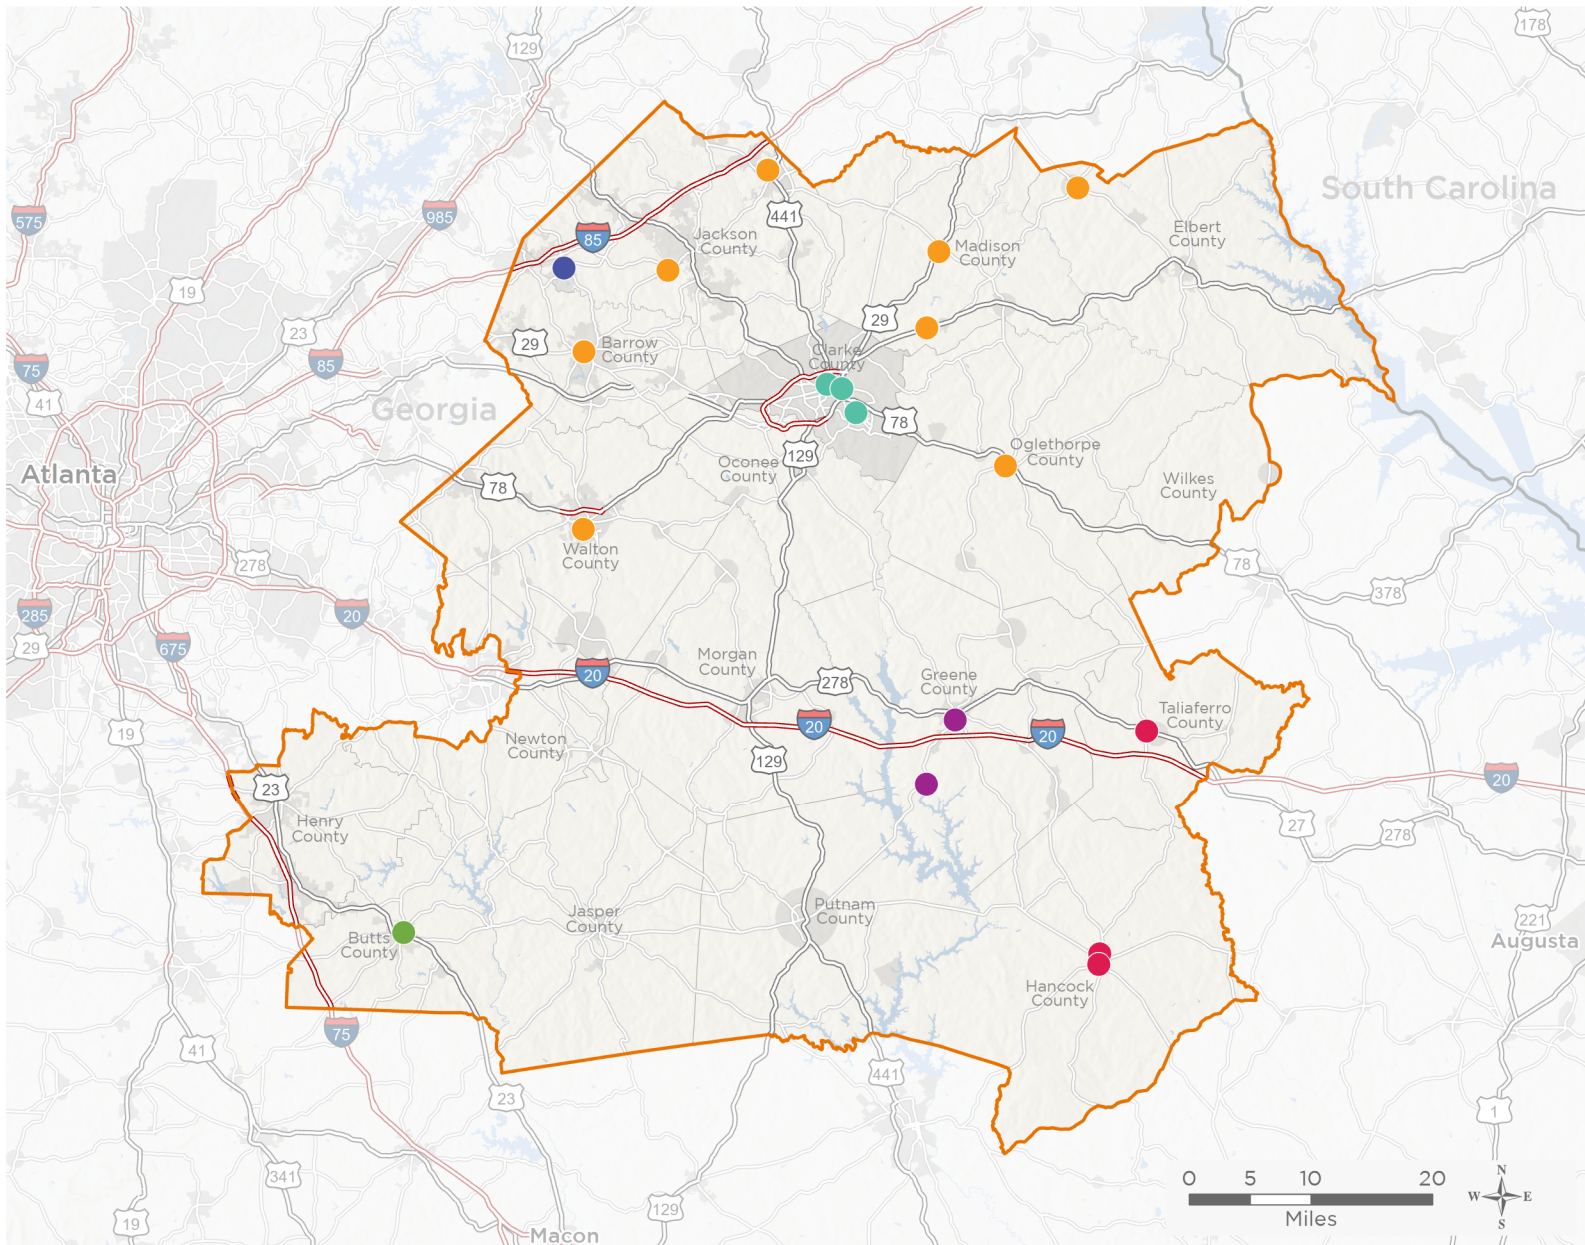 178
129
South Carolina
575
985
441
Elbert
County
85
Jackson
County
Madison
County
19
29
23
29
Barrow
County
Clarke
County
75
85
41
Georgia
78
Oglethorpe
County
129
Oconee
County
Atlanta
78
Wilkes
County
Walton
County
278
78
378
285
20
29
675
Morgan
County
20
278
Greene
County
Taliaferro
County
19
Newton
County
20
20
129
20
23
Henry
County
27
278
Jasper
County
Putnam
County
221
Augusta
Butts
County
Hancock
County
75
41
441
23
1
341
0 5 10 20
Miles
N
W E
S
19
129
Macon